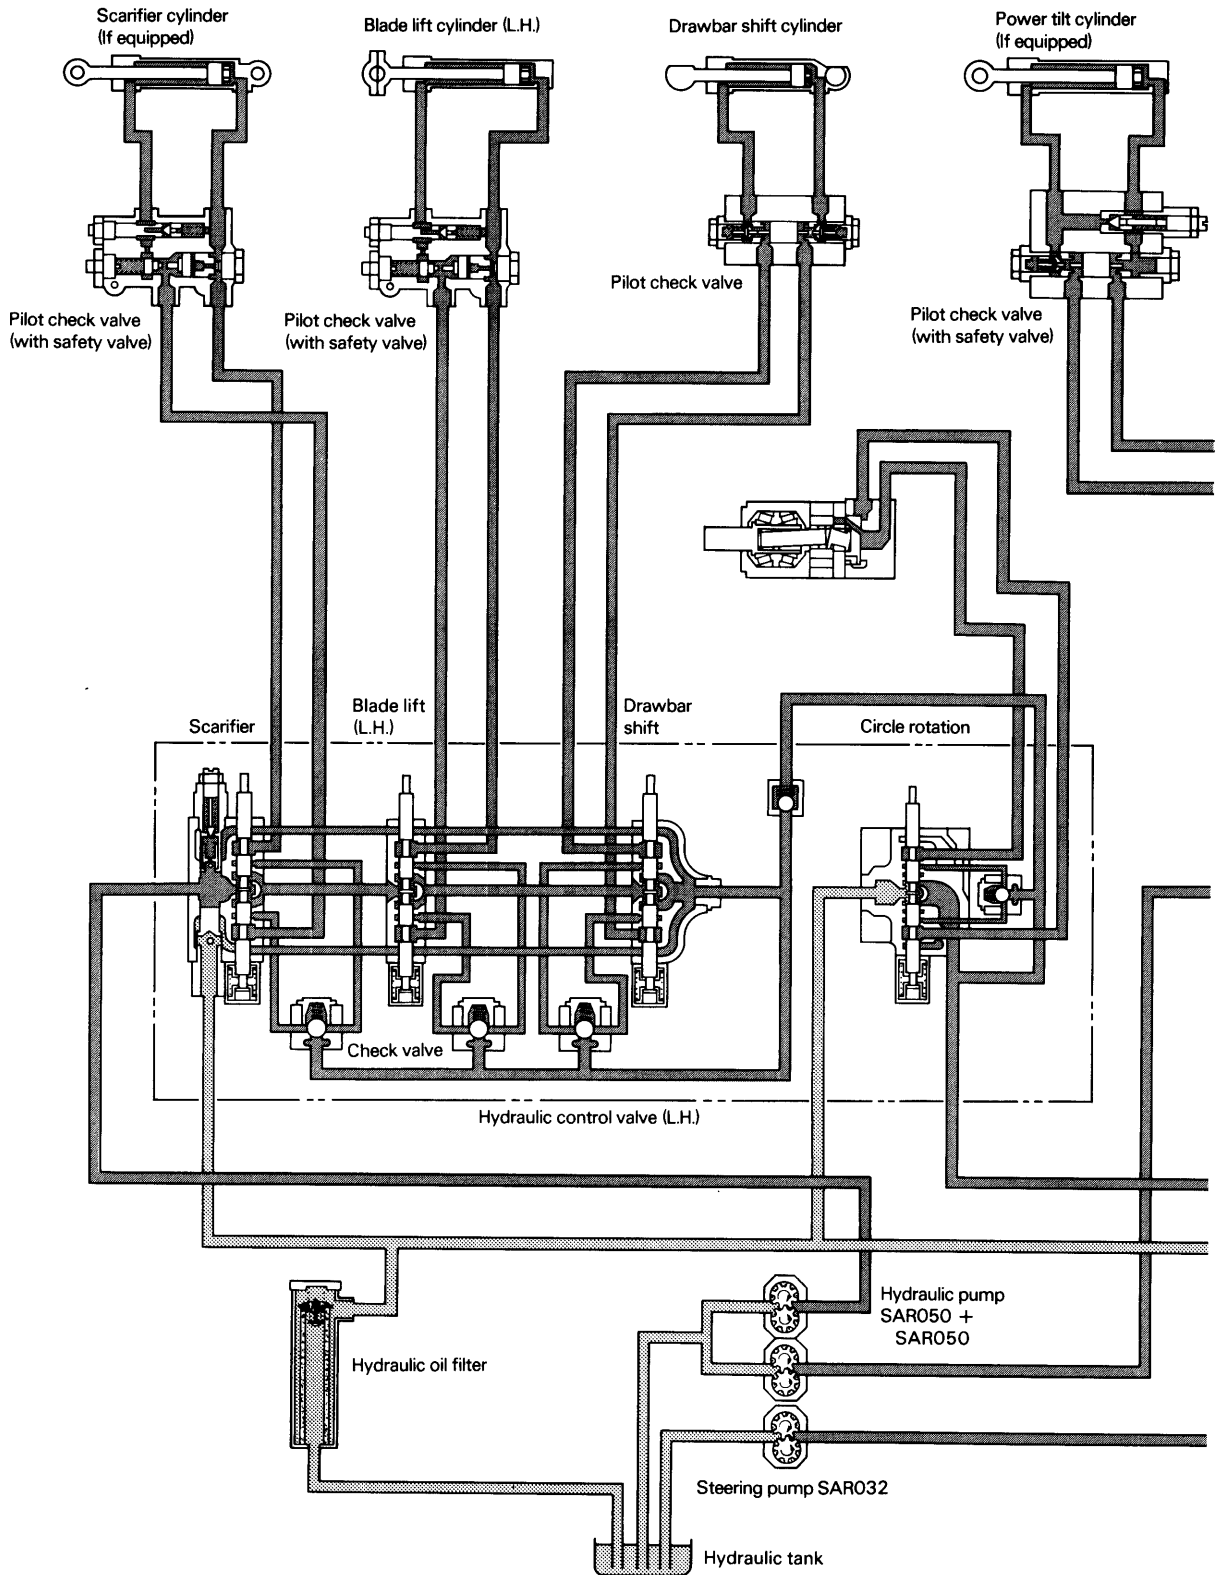 Scarifier cylinder
(If equipped)
Blade lift cylinder (L.H.)
Drawbar shift cylinder
Power tilt cylinder
(If equipped)
Pilot check valve
(with safety valve)
Pilot check valve
(with safety valve)
Pilot check valve
Pilot check valve
(with safety valve)
Scarifier
Blade lift
(L.H.)
Drawbar
shift
Circle rotation
Check valve
Hydraulic control valve (L.H.)
Hydraulic pump
SAR050 +
SAR050
Hydraulic oil filter
Steering pump SAR032
Hydraulic tank